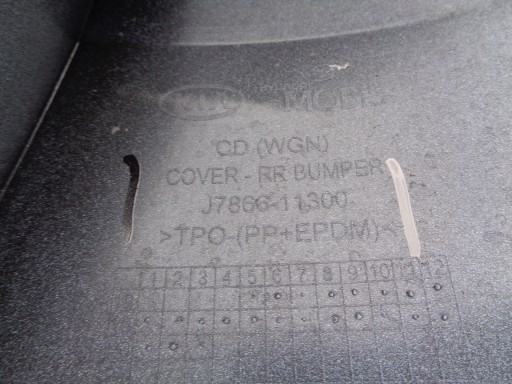 MOBIS
CD (WGN)
COVER - RR BUMPER
J7866-11300
>TPO-(PP+EPDM)<
1 2 3 4 5 6 7 8 9 10 11 12